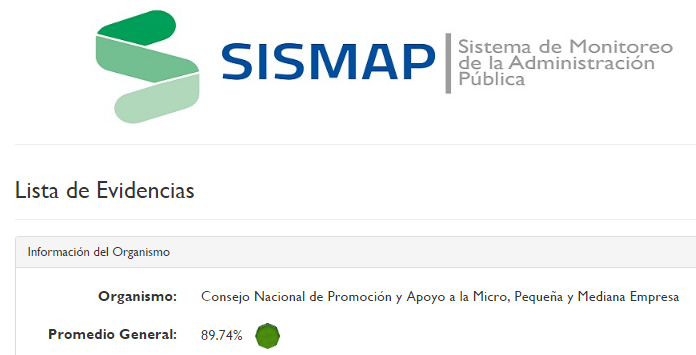 SISMAP
Sistema de Monitoreo
de la Administración
Pública
Lista de Evidencias
Información del Organismo
Organismo: Consejo Nacional de Promoción y Apoyo a la Micro, Pequeña y Mediana Empresa
Promedio General: 89.74%